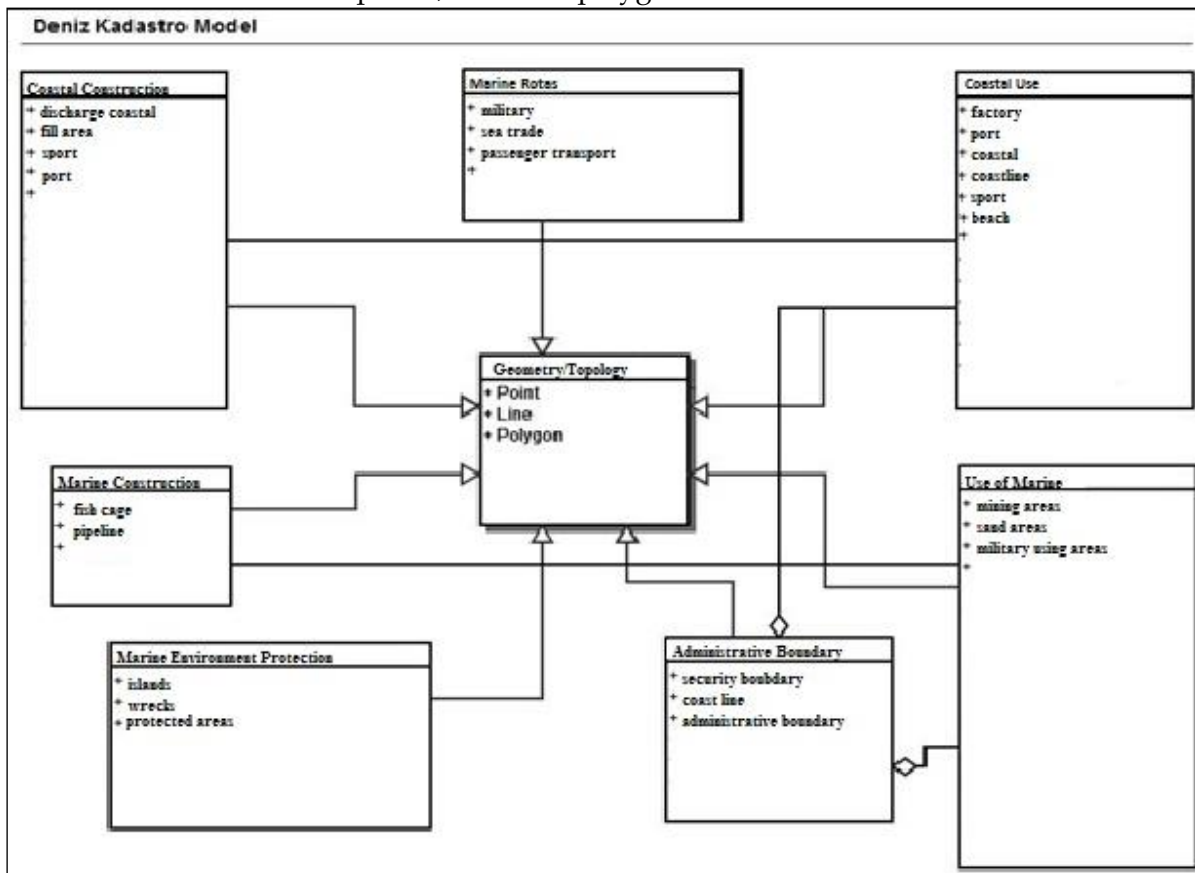 Deniz Kadastro Model
Coastal Construction
+ discharge coastal
+ fill area
+ sport
+ port
+
Marine Rotas
+ military
+ sea trade
+ passenger transport
+
Coastal Use
+ factory
+ port
+ coastal
+ coastline
+ sport
+ beach
+
Geometry/Topology
+ Point
+ Line
+ Polygon
Marine Construction
+ fish cage
+ pipeline
+
Use of Marine
+ mining areas
+ sand areas
+ military using areas
+
Marine Environment Protection
+ islands
+ wrecks
+ protected areas
Administrative Boundary
+ security boubdary
+ coast line
+ administrative boundary